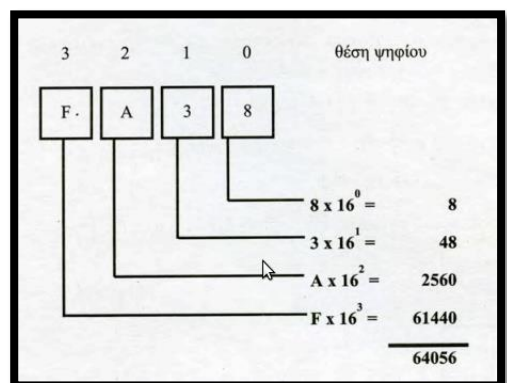 3 2 1 0 θέση ψηφίου
F A 3 8
8 x 16⁰ = 8
3 x 16¹ = 48
A x 16² = 2560
F x 16³ = 61440
64056